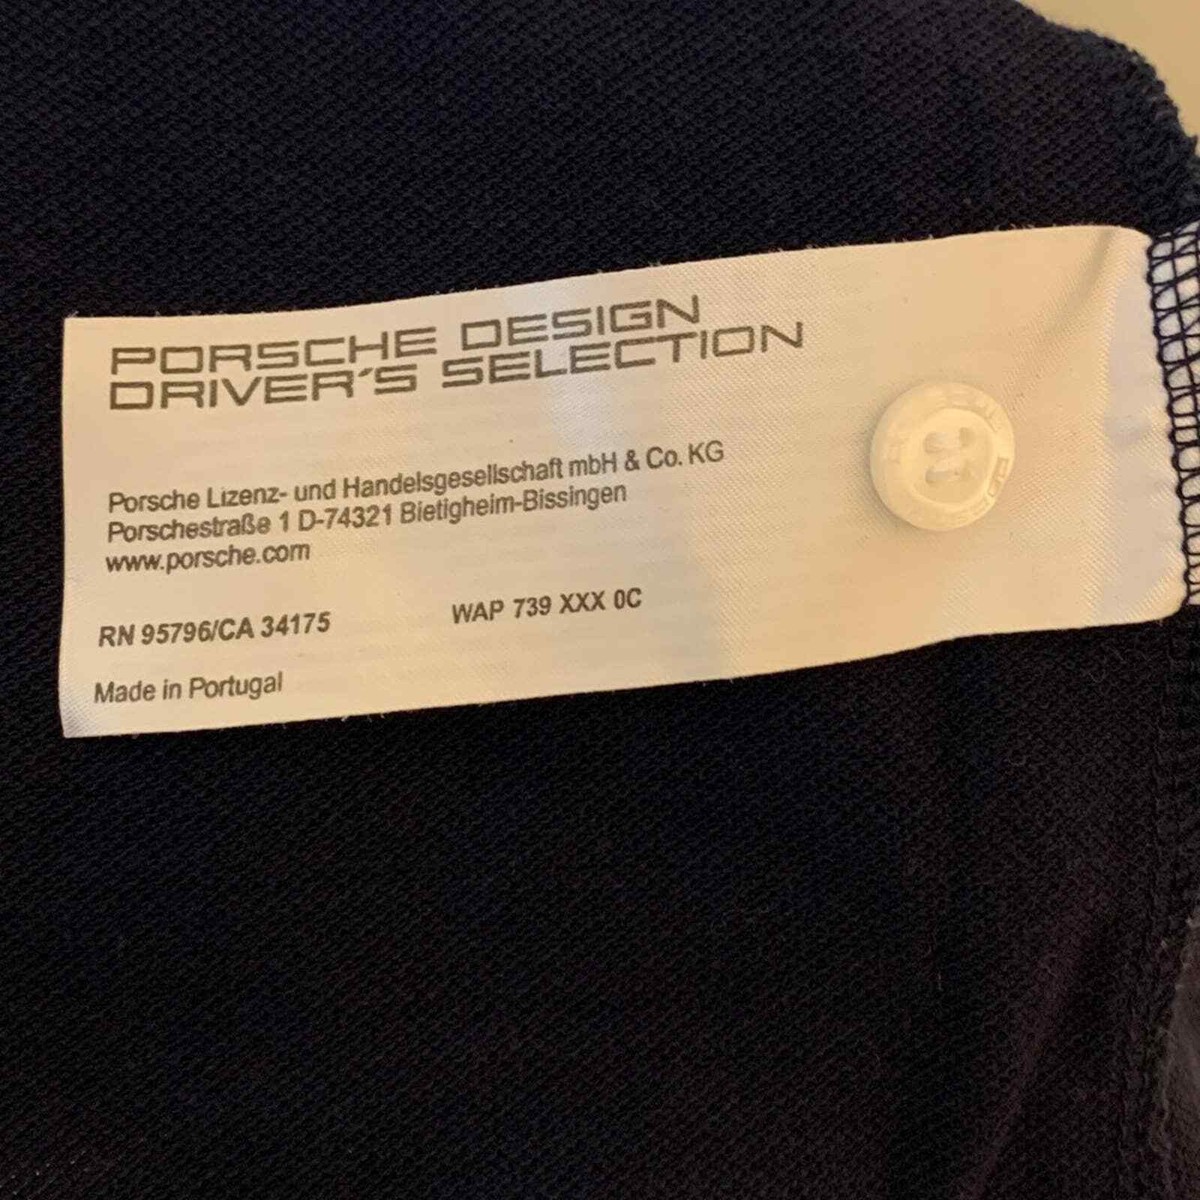 PORSCHE DESIGN
DRIVER'S SELECTION
Porsche Lizenz- und Handelsgesellschaft mbH & Co. KG
Porschestraße 1 D-74321 Bietigheim-Bissingen
www.porsche.com
RN 95796/CA 34175 WAP 739 XXX 0C
Made in Portugal